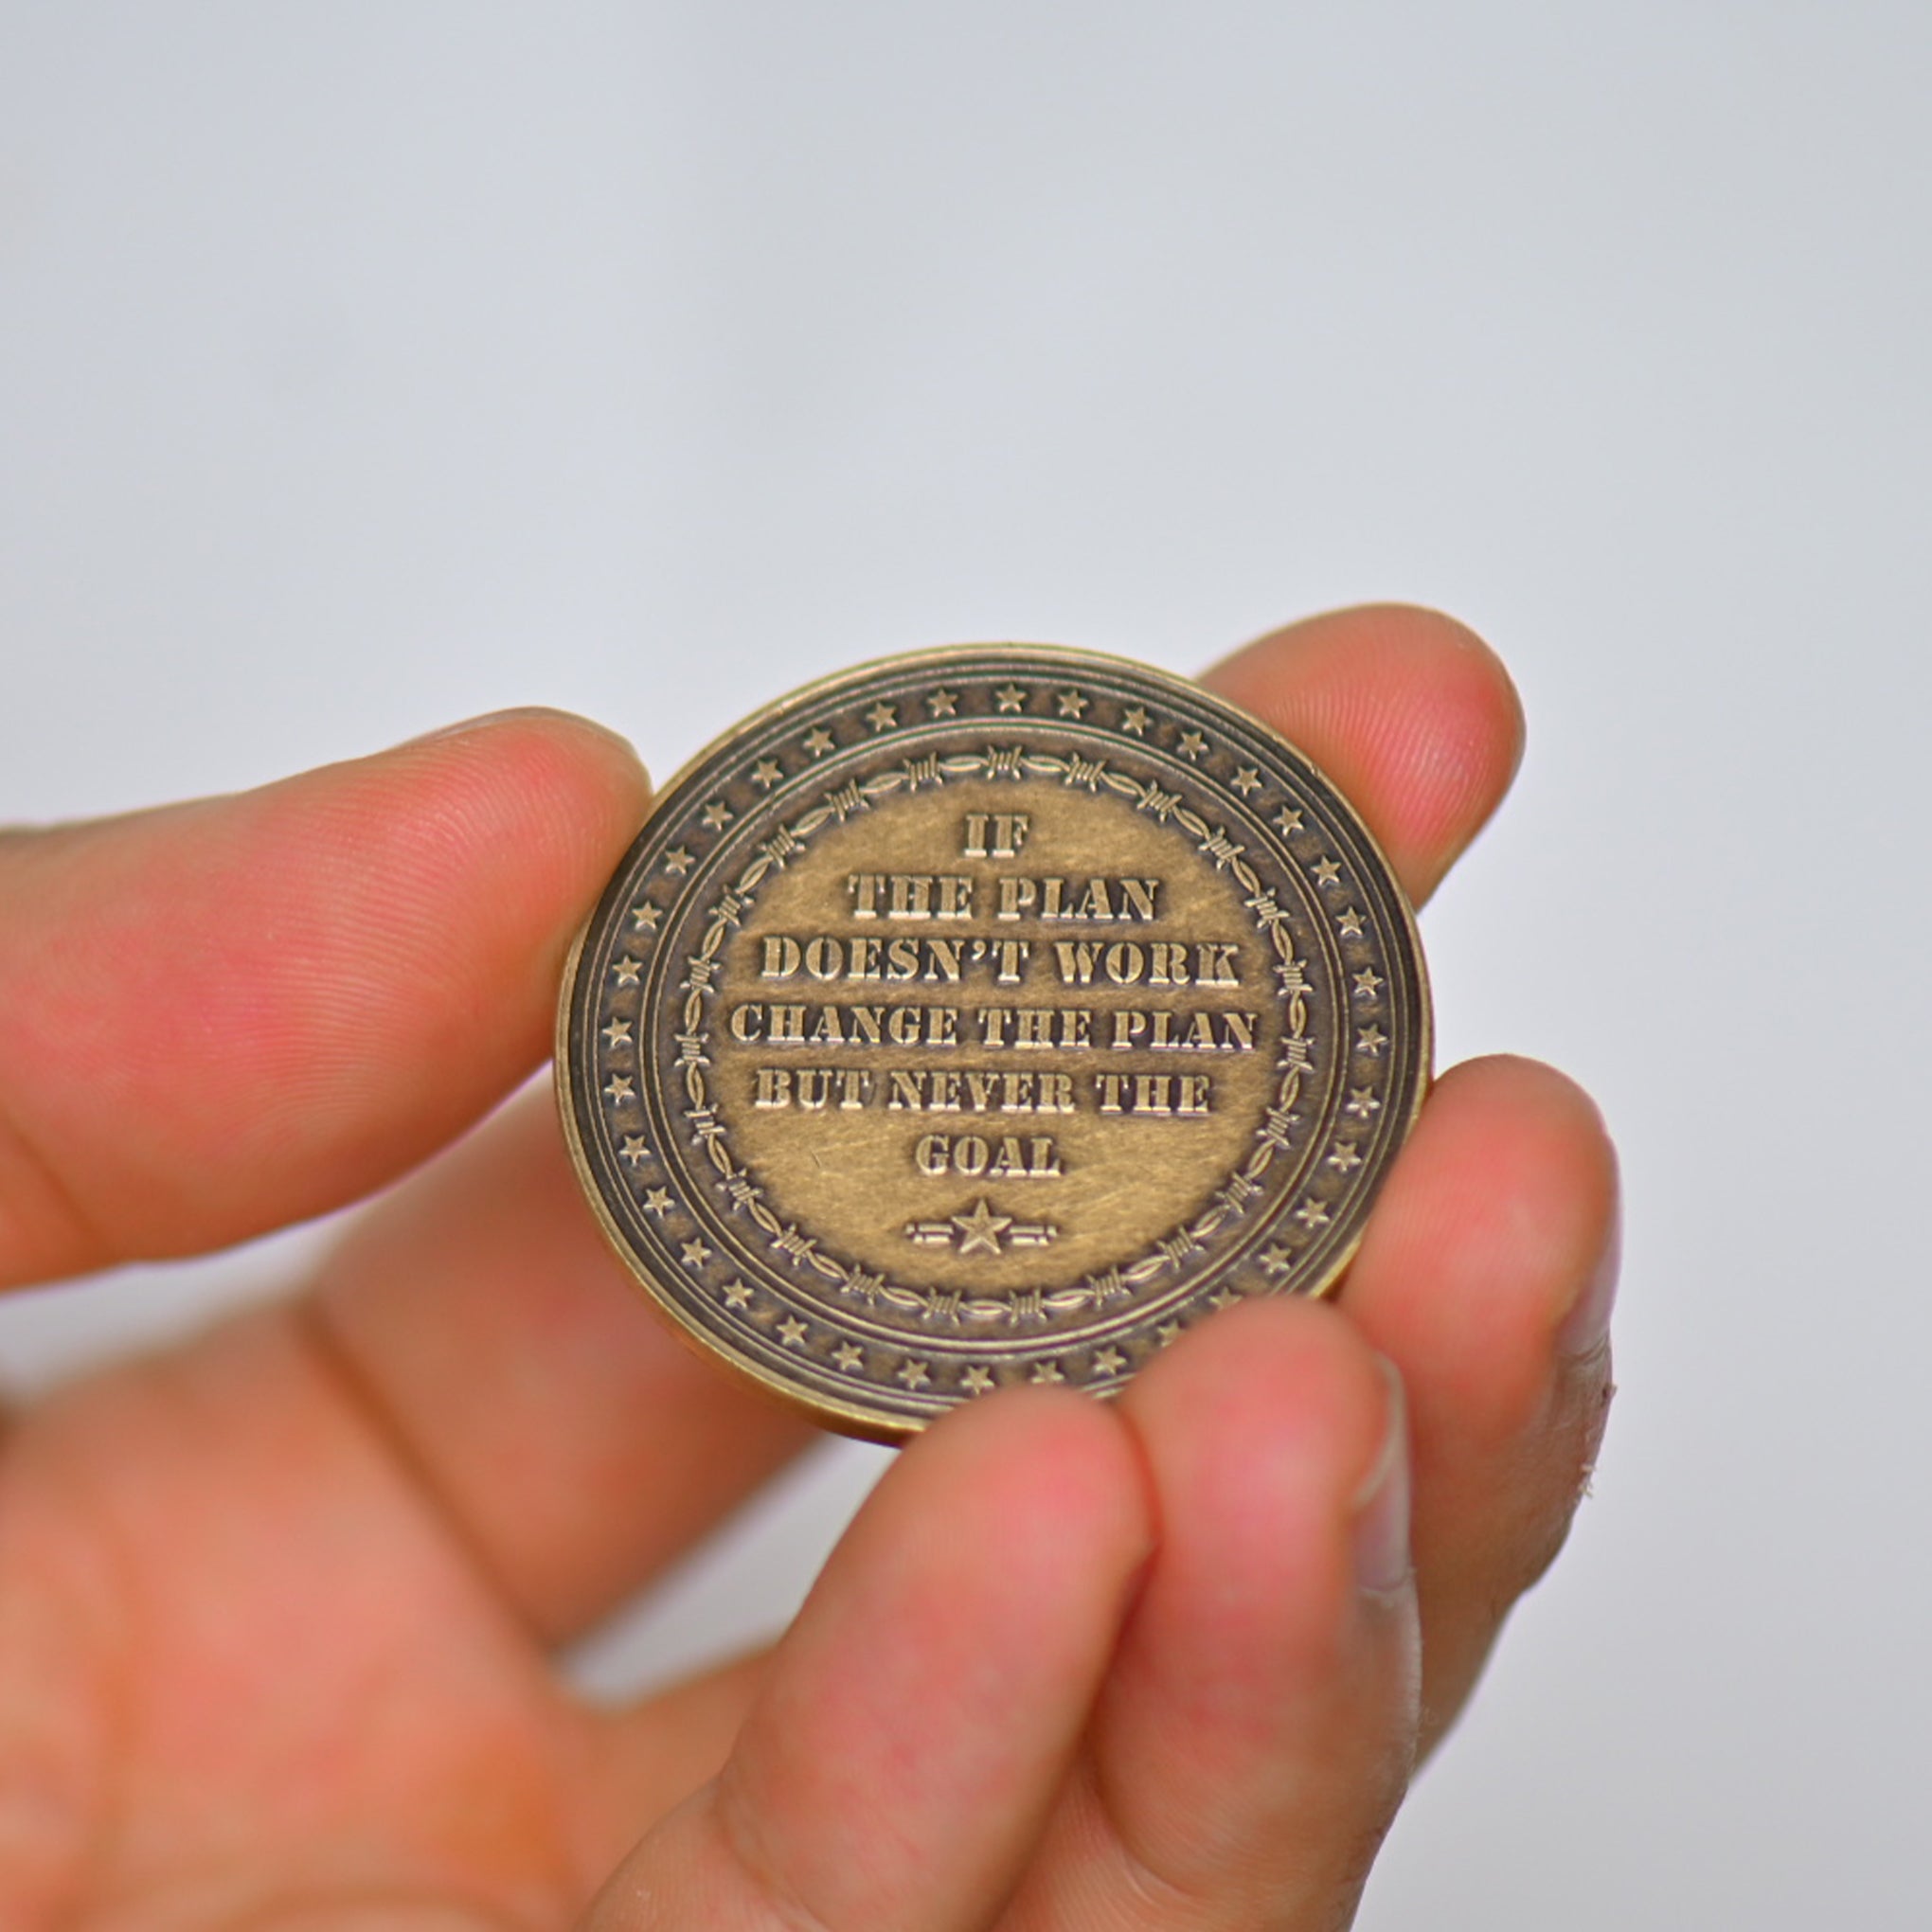 IF
THE PLAN
DOESN'T WORK
CHANGE THE PLAN
BUT NEVER THE
GOAL